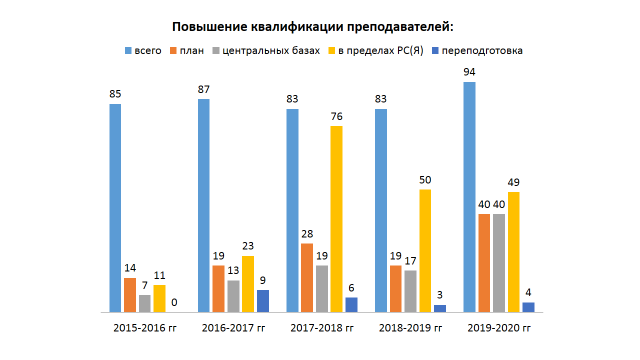 Повышение квалификации преподавателей:
всего план центральных базах в пределах РС(Я) переподготовка
85 14 7 11 0
87 19 13 23 9
83 28 19 76 6
83 19 17 50 3
94 40 40 49 4
2015-2016 гг 2016-2017 гг 2017-2018 гг 2018-2019 гг 2019-2020 гг